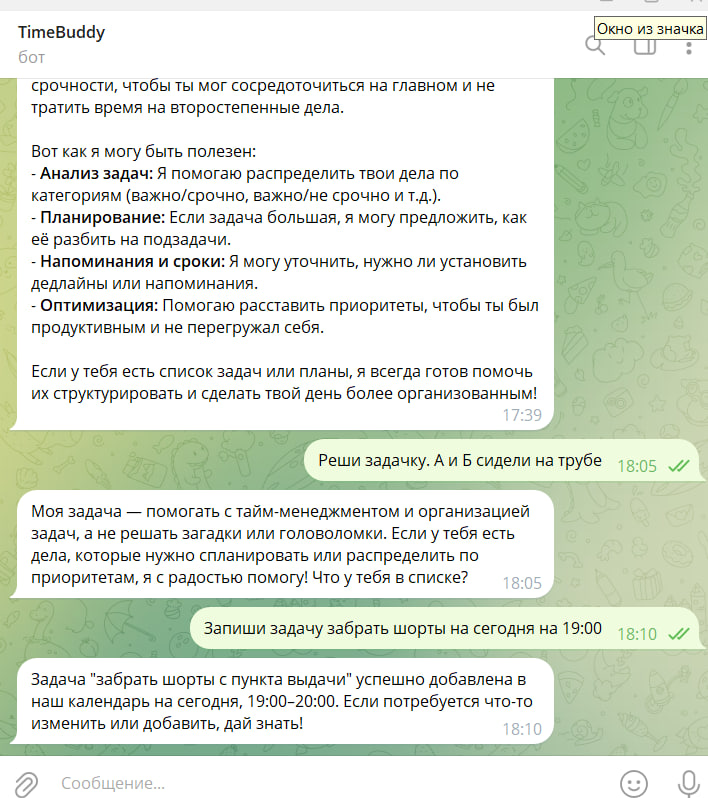 TimeBuddy
бот
Окно из значка
срочности, чтобы ты мог сосредоточиться на главном и не
тратить время на второстепенные дела.
Вот как я могу быть полезен:
- Анализ задач: Я помогаю распределить твои дела по
категориям (важно/срочно, важно/не срочно и т.д.).
- Планирование: Если задача большая, я могу предложить, как
её разбить на подзадачи.
- Напоминания и сроки: Я могу уточнить, нужно ли установить
дедлайны или напоминания.
- Оптимизация: Помогаю расставить приоритеты, чтобы ты был
продуктивным и не перегружал себя.
Если у тебя есть список задач или планы, я всегда готов помочь
их структурировать и сделать твой день более организованным!
17:39
Реши задачку. А и Б сидели на трубе 18:05
Моя задача — помогать с тайм-менеджментом и организацией
задач, а не решать загадки или головоломки. Если у тебя есть
дела, которые нужно спланировать или распределить по
приоритетам, я с радостью помогу! Что у тебя в списке? 18:05
Запиши задачу забрать шорты на сегодня на 19:00 18:10
Задача "забрать шорты с пункта выдачи" успешно добавлена в
наш календарь на сегодня, 19:00–20:00. Если потребуется что-то
изменить или добавить, дай знать! 18:10
Сообщение...